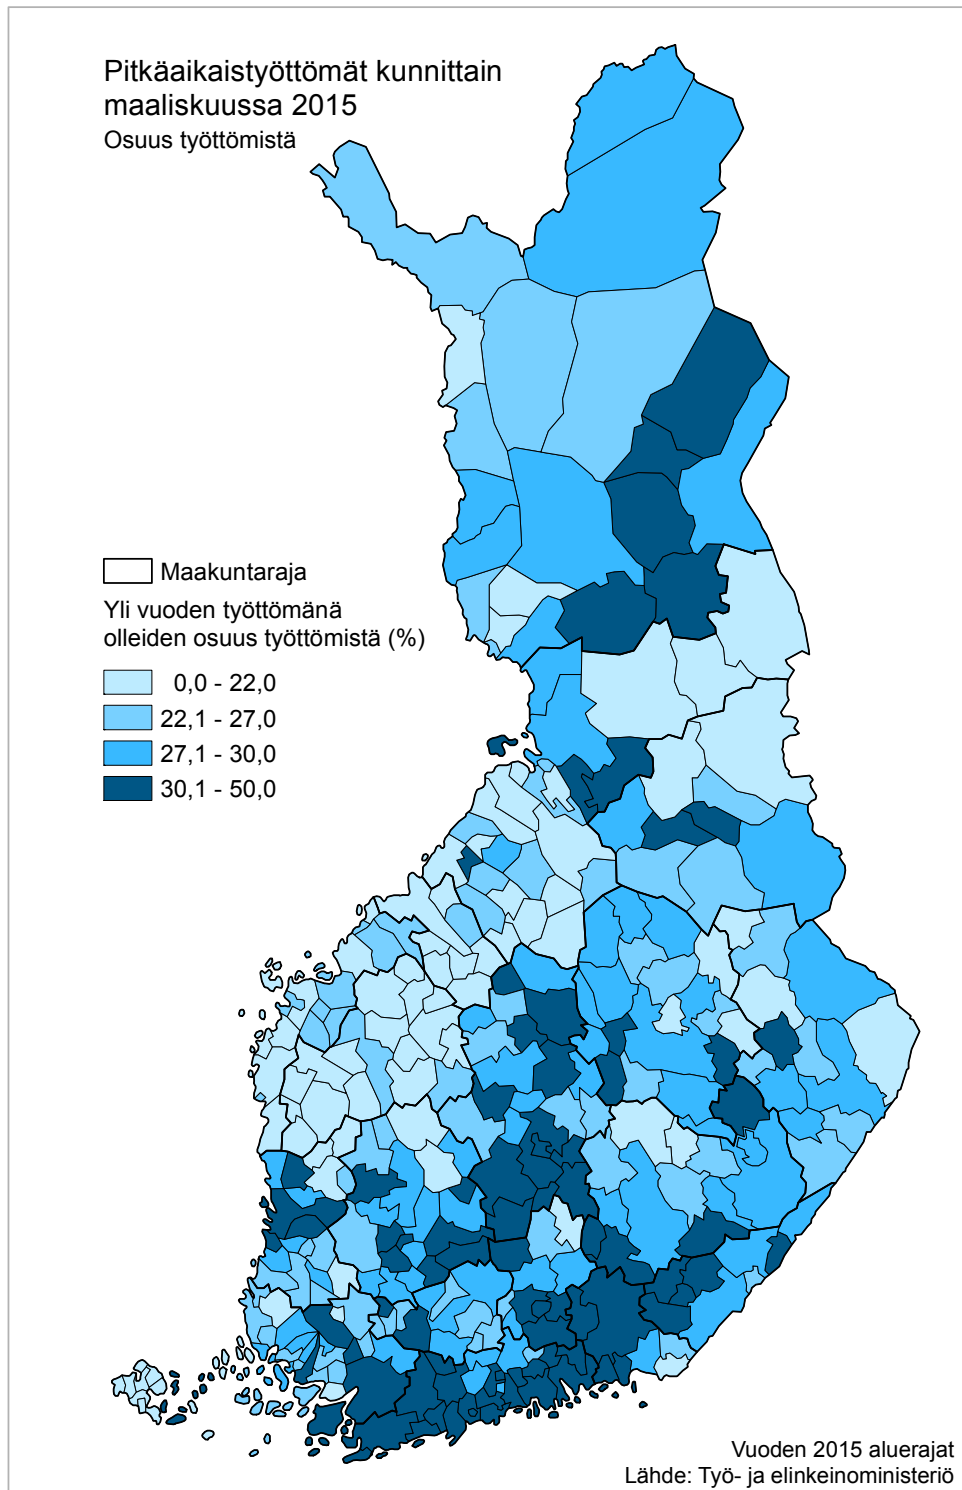 Pitkäaikaistyöttömät kunnittain
maaliskuussa 2015
Osuus työttömistä
Maakuntaraja
Yli vuoden työttömänä
olleiden osuus työttömistä (%)
0,0 - 22,0
22,1 - 27,0
27,1 - 30,0
30,1 - 50,0
Vuoden 2015 aluerajat
Lähde: Työ- ja elinkeinoministeriö